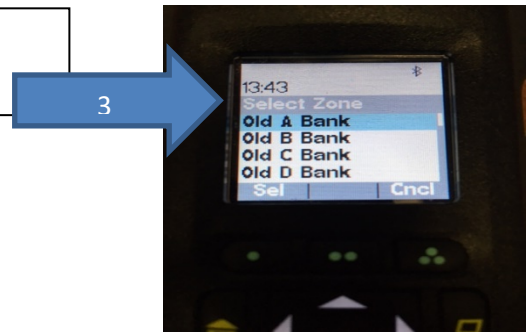 3
13:43
Select Zone
Old A Bank
Old B Bank
Old C Bank
Old D Bank
Sel Cncl